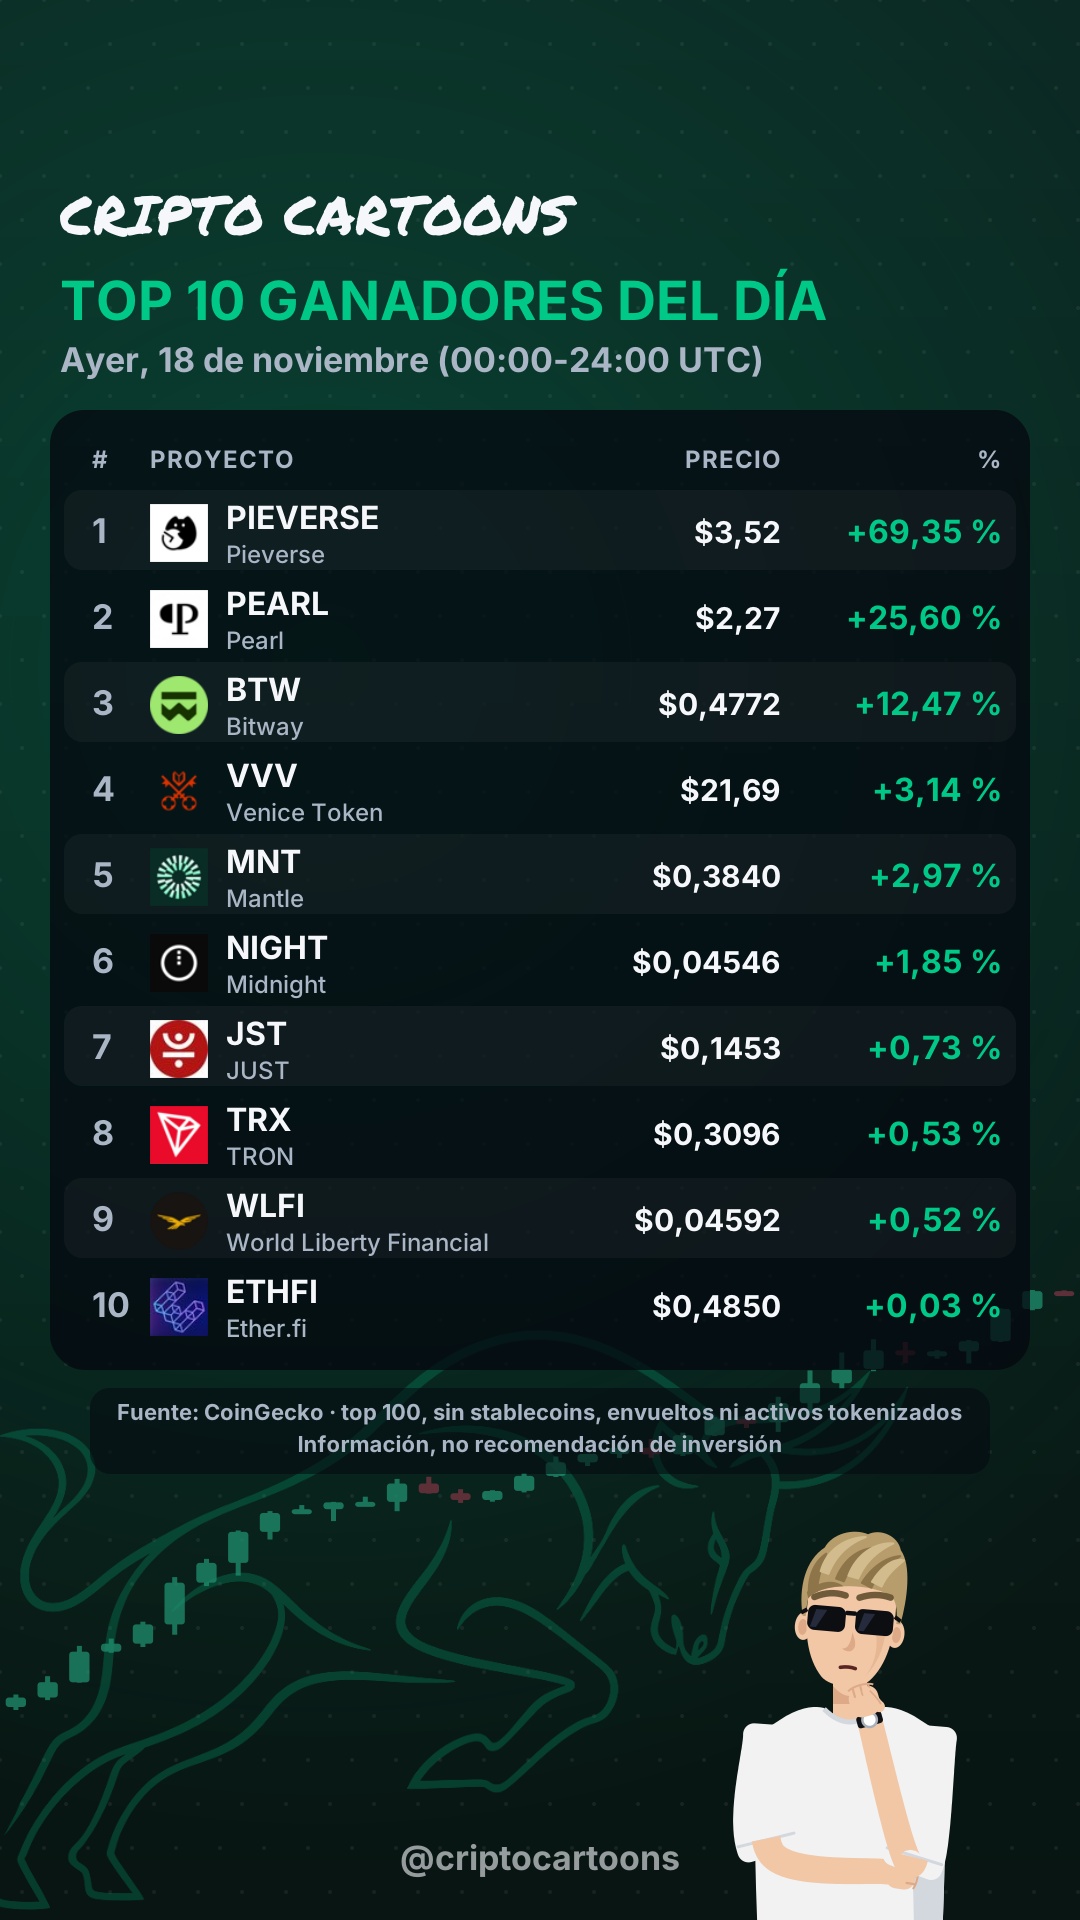 CRIPTO CARTOONS
TOP 10 GANADORES DEL DÍA
Ayer, 18 de noviembre (00:00-24:00 UTC)
# PROYECTO PRECIO %
1 PIEVERSE $3,52 +69,35 %
Pieverse
2 PEARL $2,27 +25,60 %
Pearl
3 BTW $0,4772 +12,47 %
Bitway
4 VVV $21,69 +3,14 %
Venice Token
5 MNT $0,3840 +2,97 %
Mantle
6 NIGHT $0,04546 +1,85 %
Midnight
7 JST $0,1453 +0,73 %
JUST
8 TRX $0,3096 +0,53 %
TRON
9 WLFI $0,04592 +0,52 %
World Liberty Financial
10 ETHFI $0,4850 +0,03 %
Ether.fi
Fuente: CoinGecko · top 100, sin stablecoins, envueltos ni activos tokenizados
Información, no recomendación de inversión
@criptocartoons